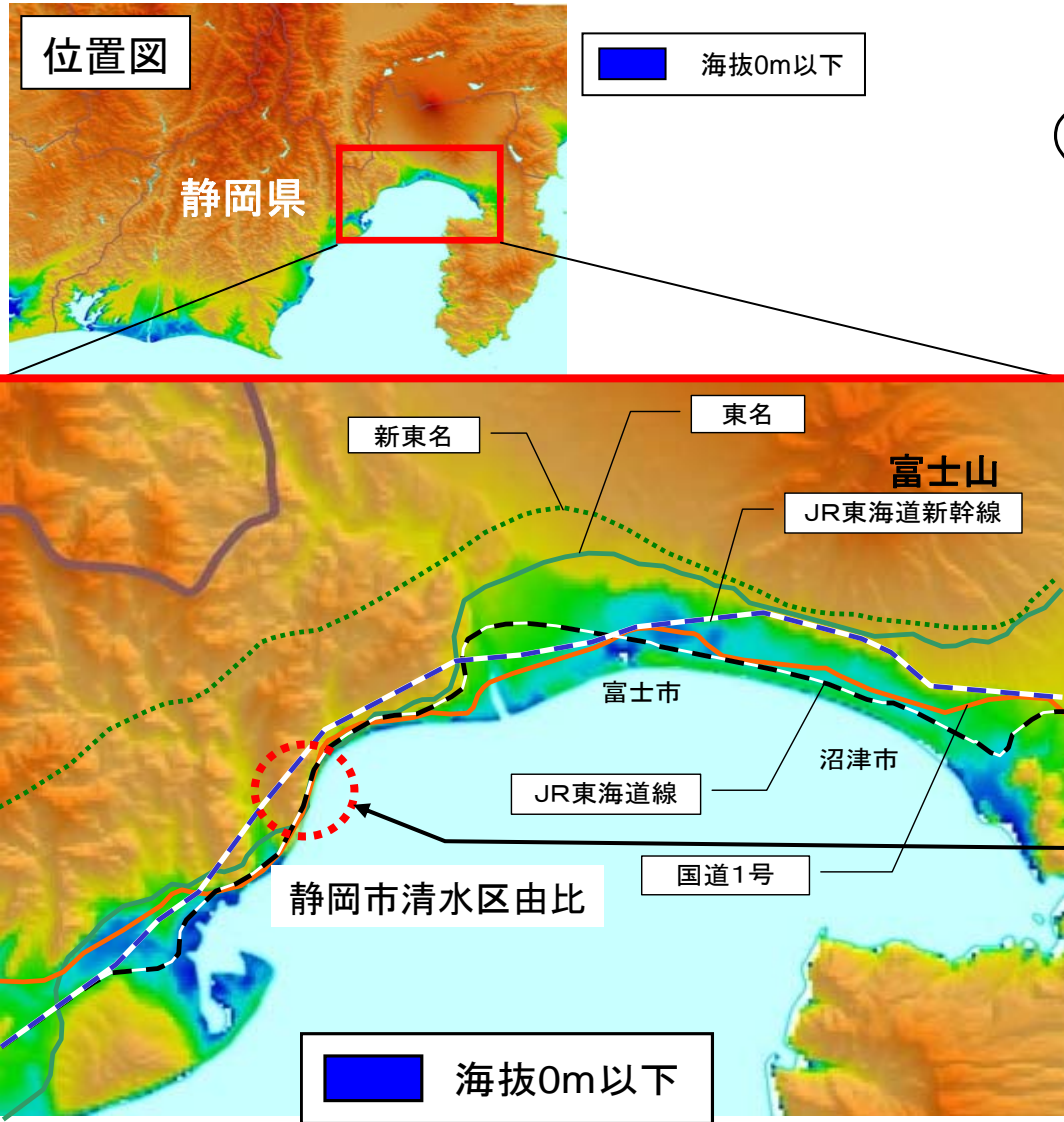 位置図
海抜0m以下
静岡県
東名
新東名
富士山
JR東海道新幹線
富士市
沼津市
JR東海道線
国道1号
静岡市清水区由比
海抜0m以下